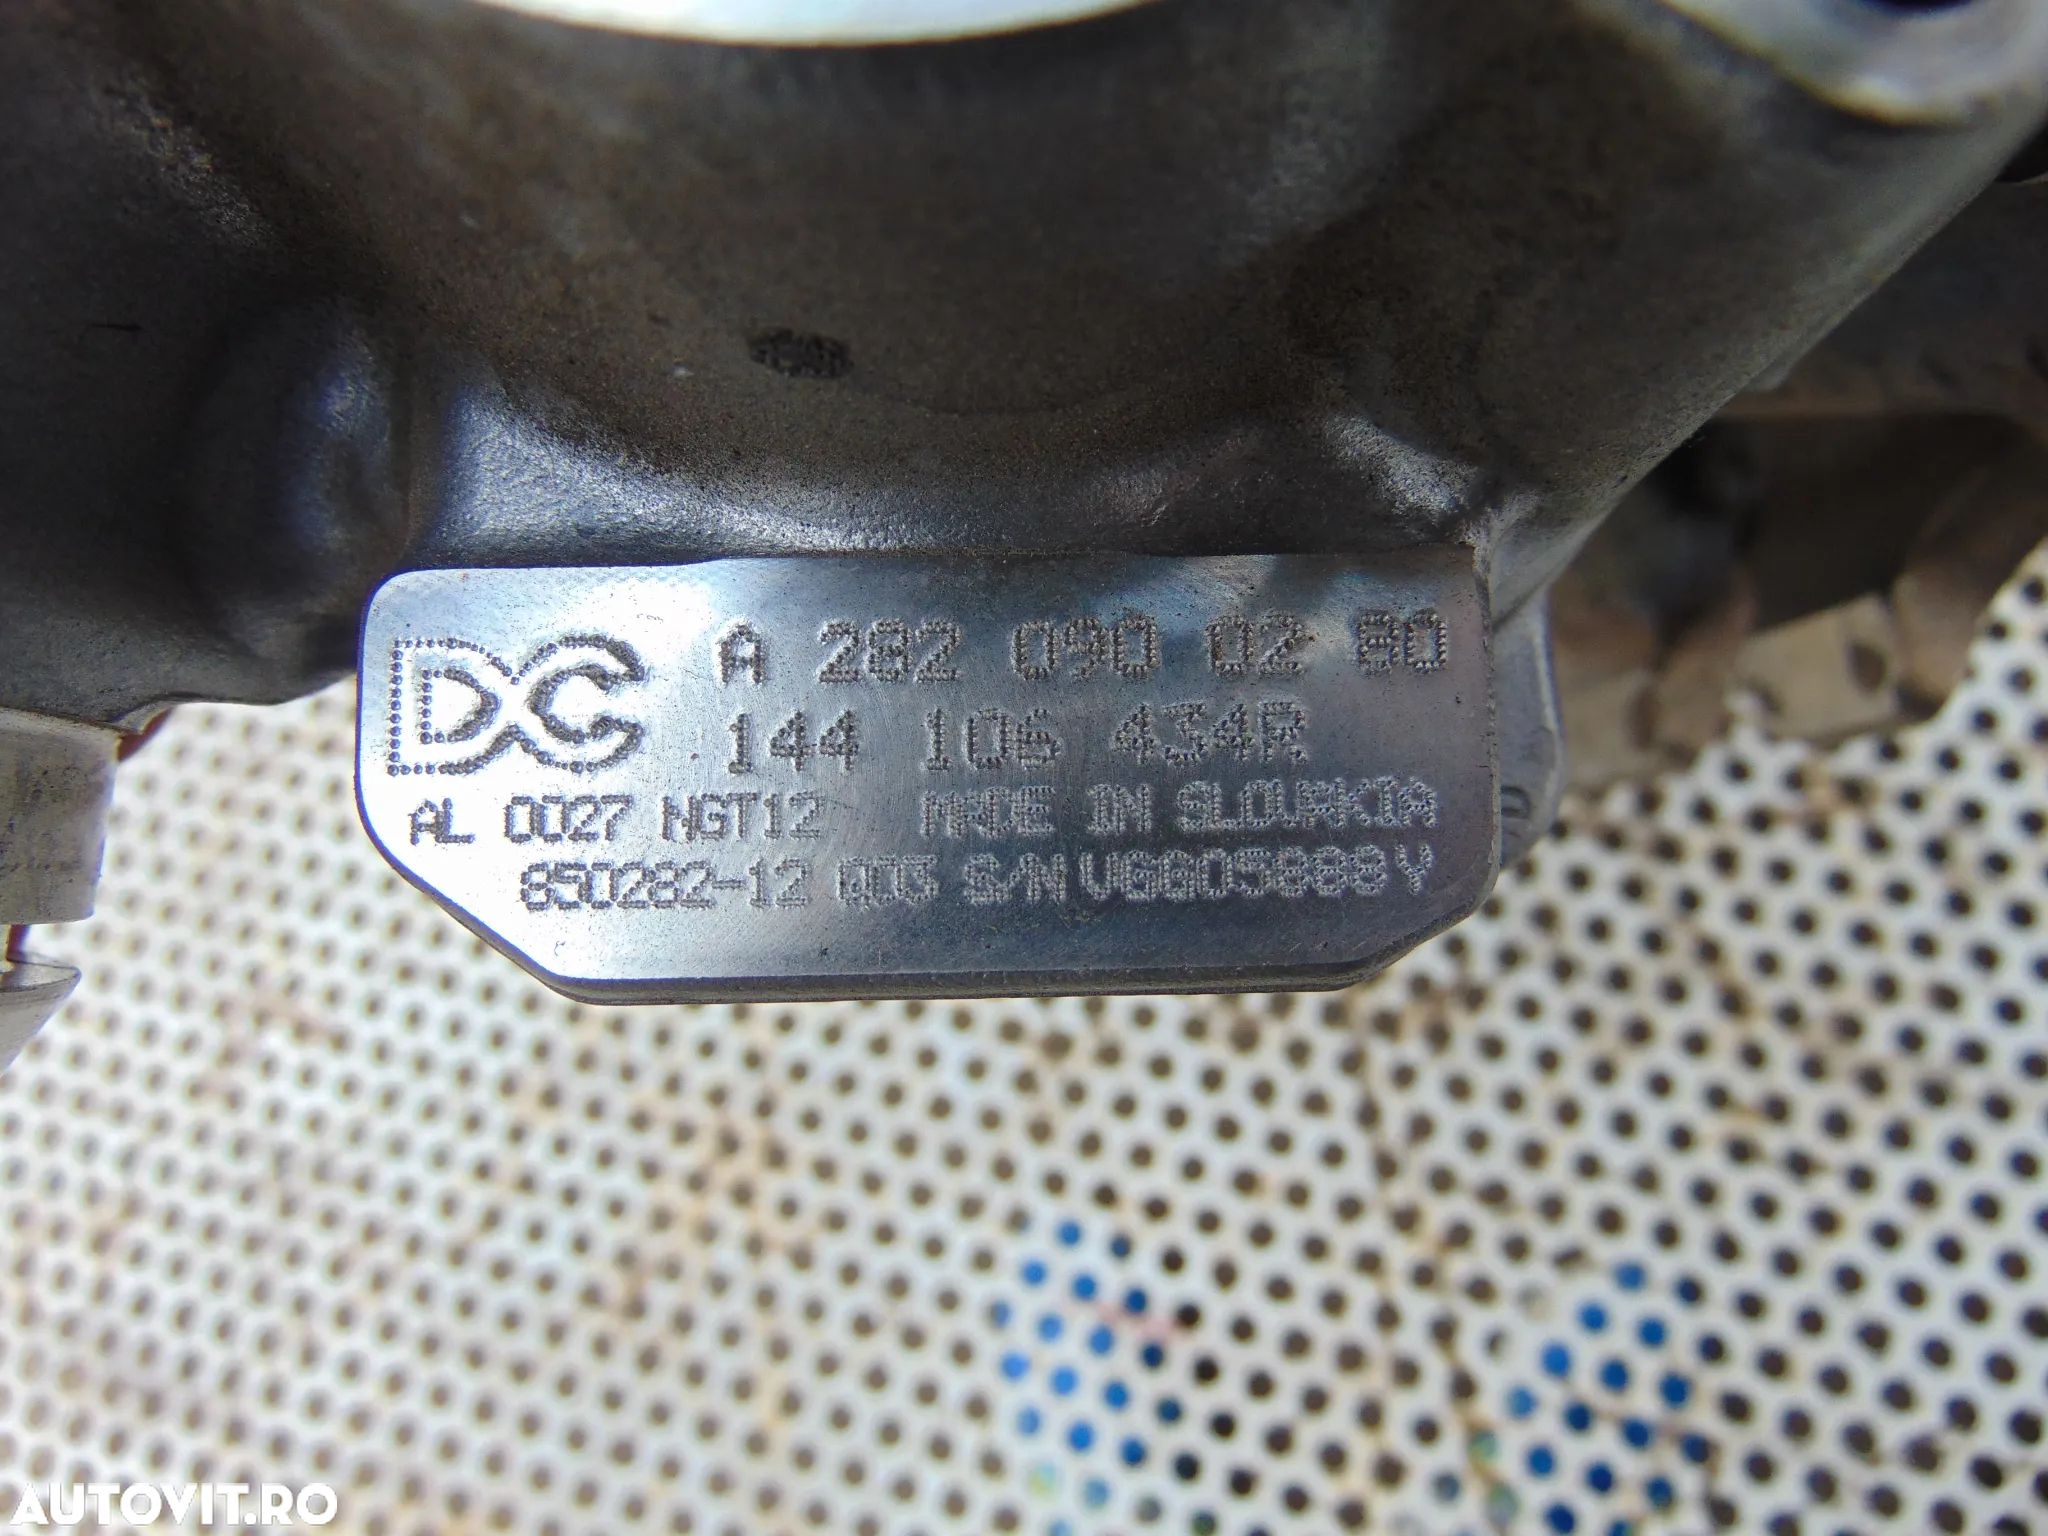 DC A 282 090 02 80
144 106 434R
AL 0027 NGT12 MADE IN SLOVAKIA
850282-12 Q03 S/N VGG05888Y
AUTOVIT.RO